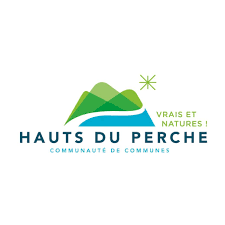 VRAIS ET
NATURES !
HAUTS DU PERCHE
COMMUNAUTÉ DE COMMUNES